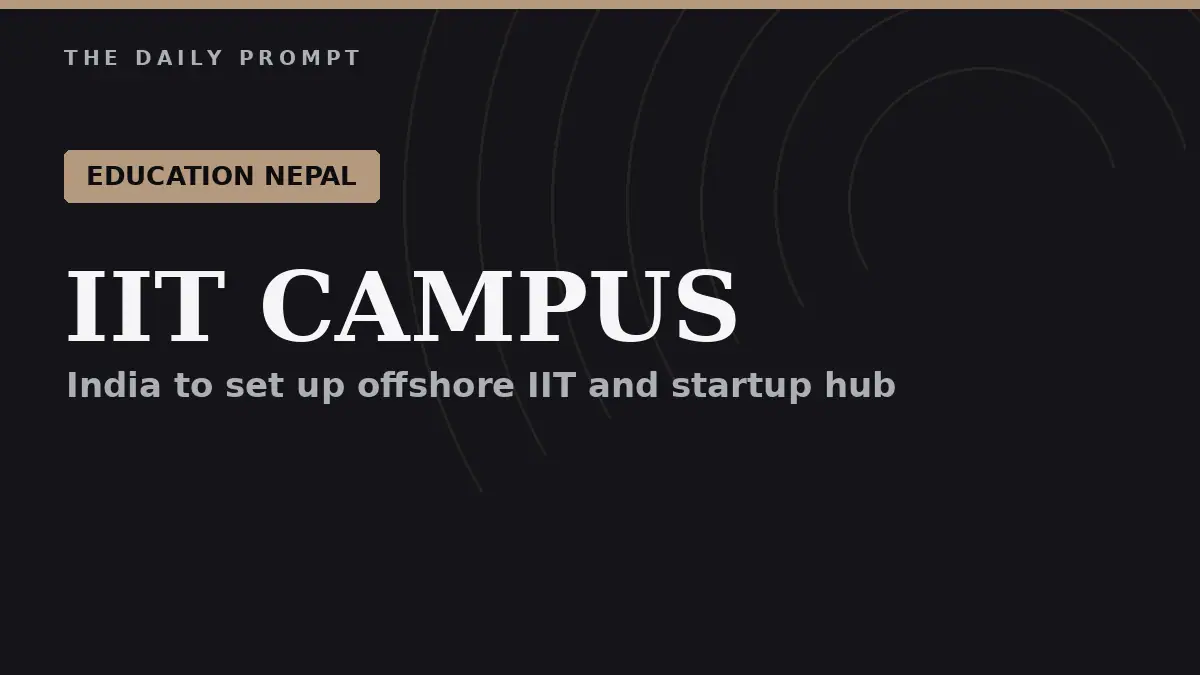 THE DAILY PROMPT
EDUCATION NEPAL
IIT CAMPUS
India to set up offshore IIT and startup hub